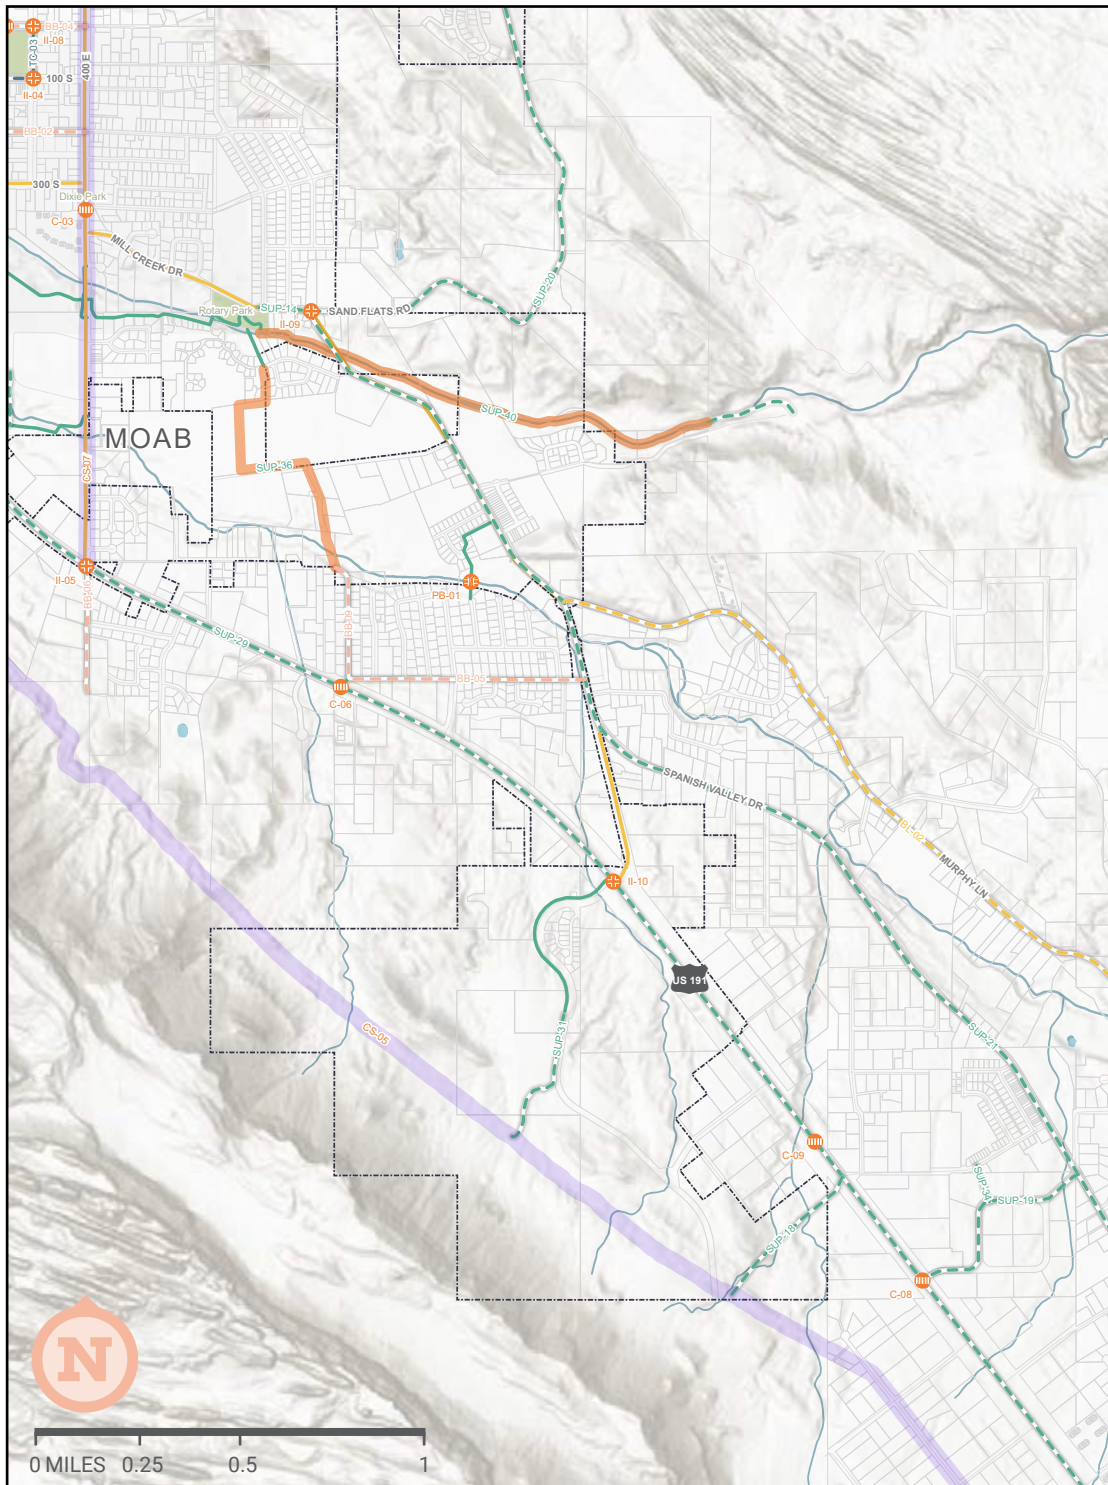 BB-04
II-08
TC-03
400 E
100 S
II-04
BB-02
300 S
Dixie Park
C-03
MILL CREEK DR
SUP-20
Rotary Park
SUP-14
SAND FLATS RD
II-09
SUP-40
MOAB
CS-07
SUP-36
II-05
BB-06
PB-01
BB-09
SUP-29
BB-05
C-06
SPANISH VALLEY DR
BL-02
MURPHY LN
II-10
US 191
CS-05
SUP-31
SUP-21
C-09
SUP-34
SUP-19
SUP-18
C-08
N
0 MILES 0.25 0.5 1